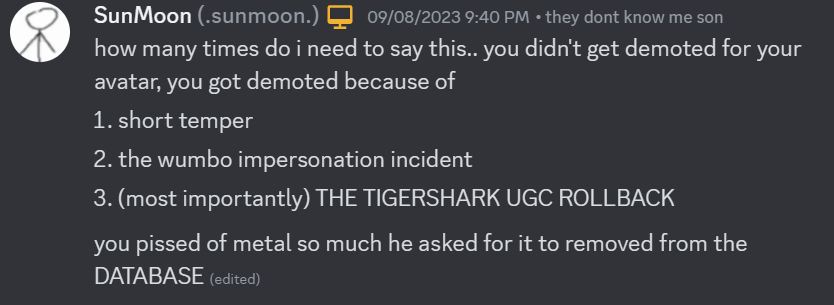 SunMoon (.sunmoon.) 09/08/2023 9:40 PM • they dont know me son
how many times do i need to say this.. you didn't get demoted for your
avatar, you got demoted because of
1. short temper
2. the wumbo impersonation incident
3. (most importantly) THE TIGERSHARK UGC ROLLBACK
you pissed of metal so much he asked for it to removed from the
DATABASE (edited)